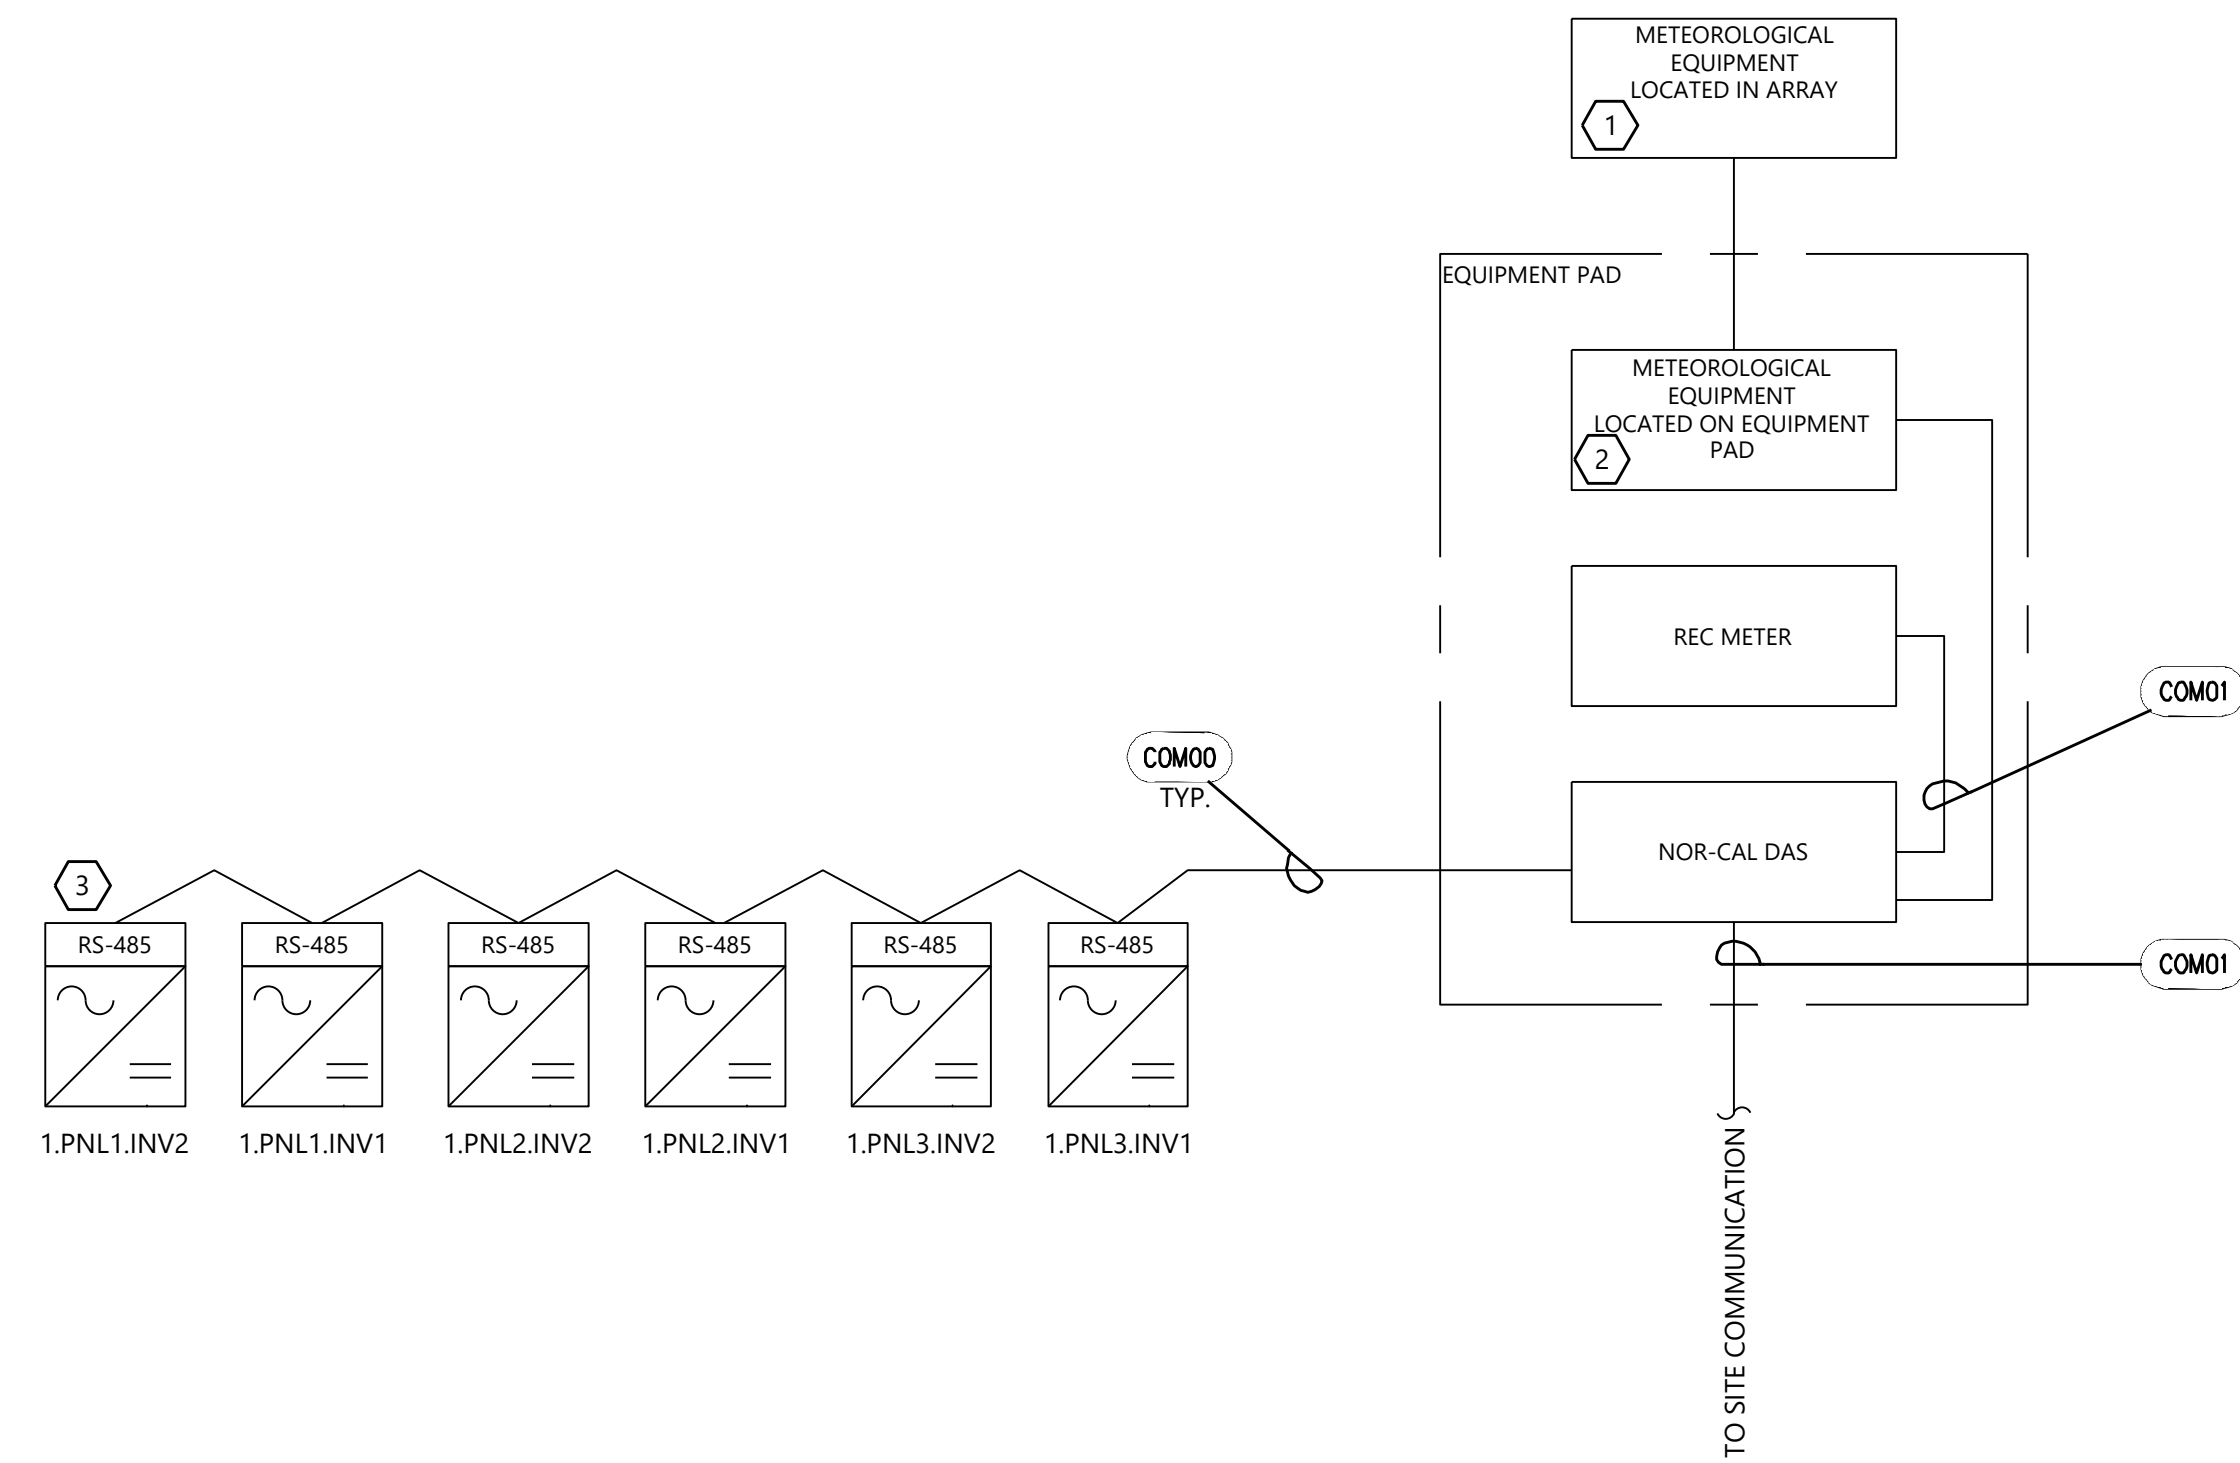 METEOROLOGICAL
EQUIPMENT
LOCATED IN ARRAY
1
EQUIPMENT PAD
METEOROLOGICAL
EQUIPMENT
LOCATED ON EQUIPMENT
PAD
2
REC METER
COM01
COM00
TYP.
NOR-CAL DAS
3
RS-485
RS-485
RS-485
RS-485
RS-485
RS-485
COM01
1.PNL1.INV2
1.PNL1.INV1
1.PNL2.INV2
1.PNL2.INV1
1.PNL3.INV2
1.PNL3.INV1
TO SITE COMMUNICATION